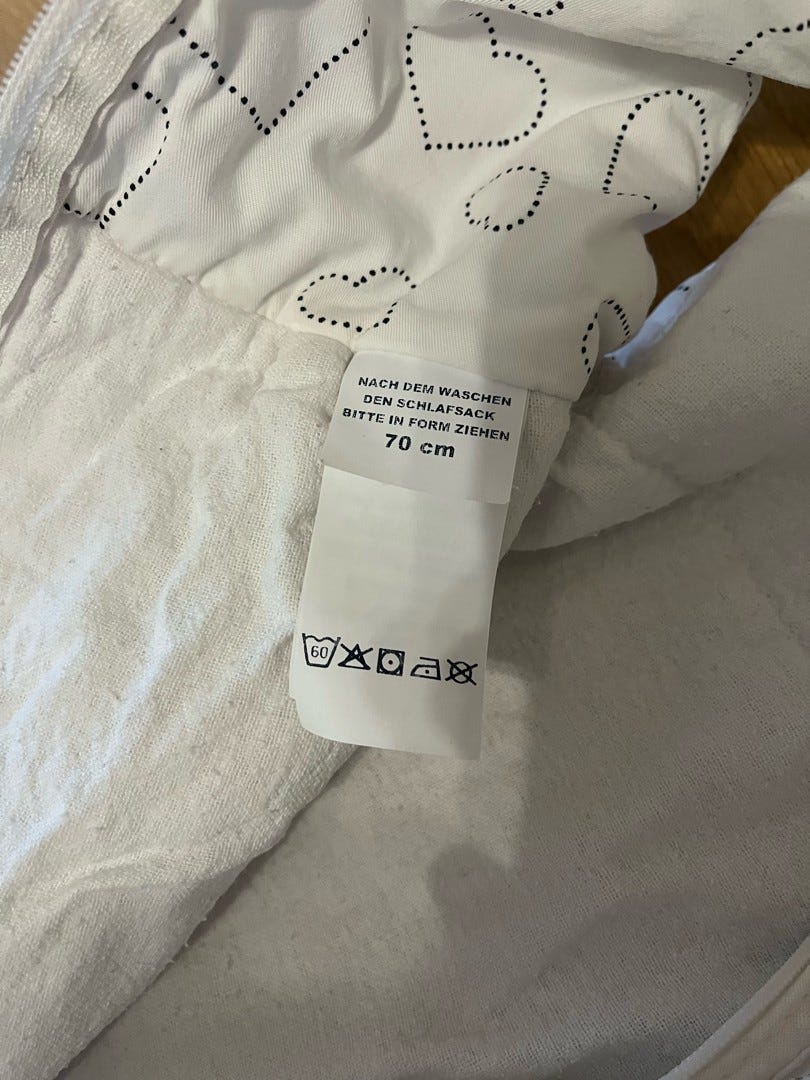 NACH DEM WASCHEN
DEN SCHLAFSACK
BITTE IN FORM ZIEHEN
70 cm
60